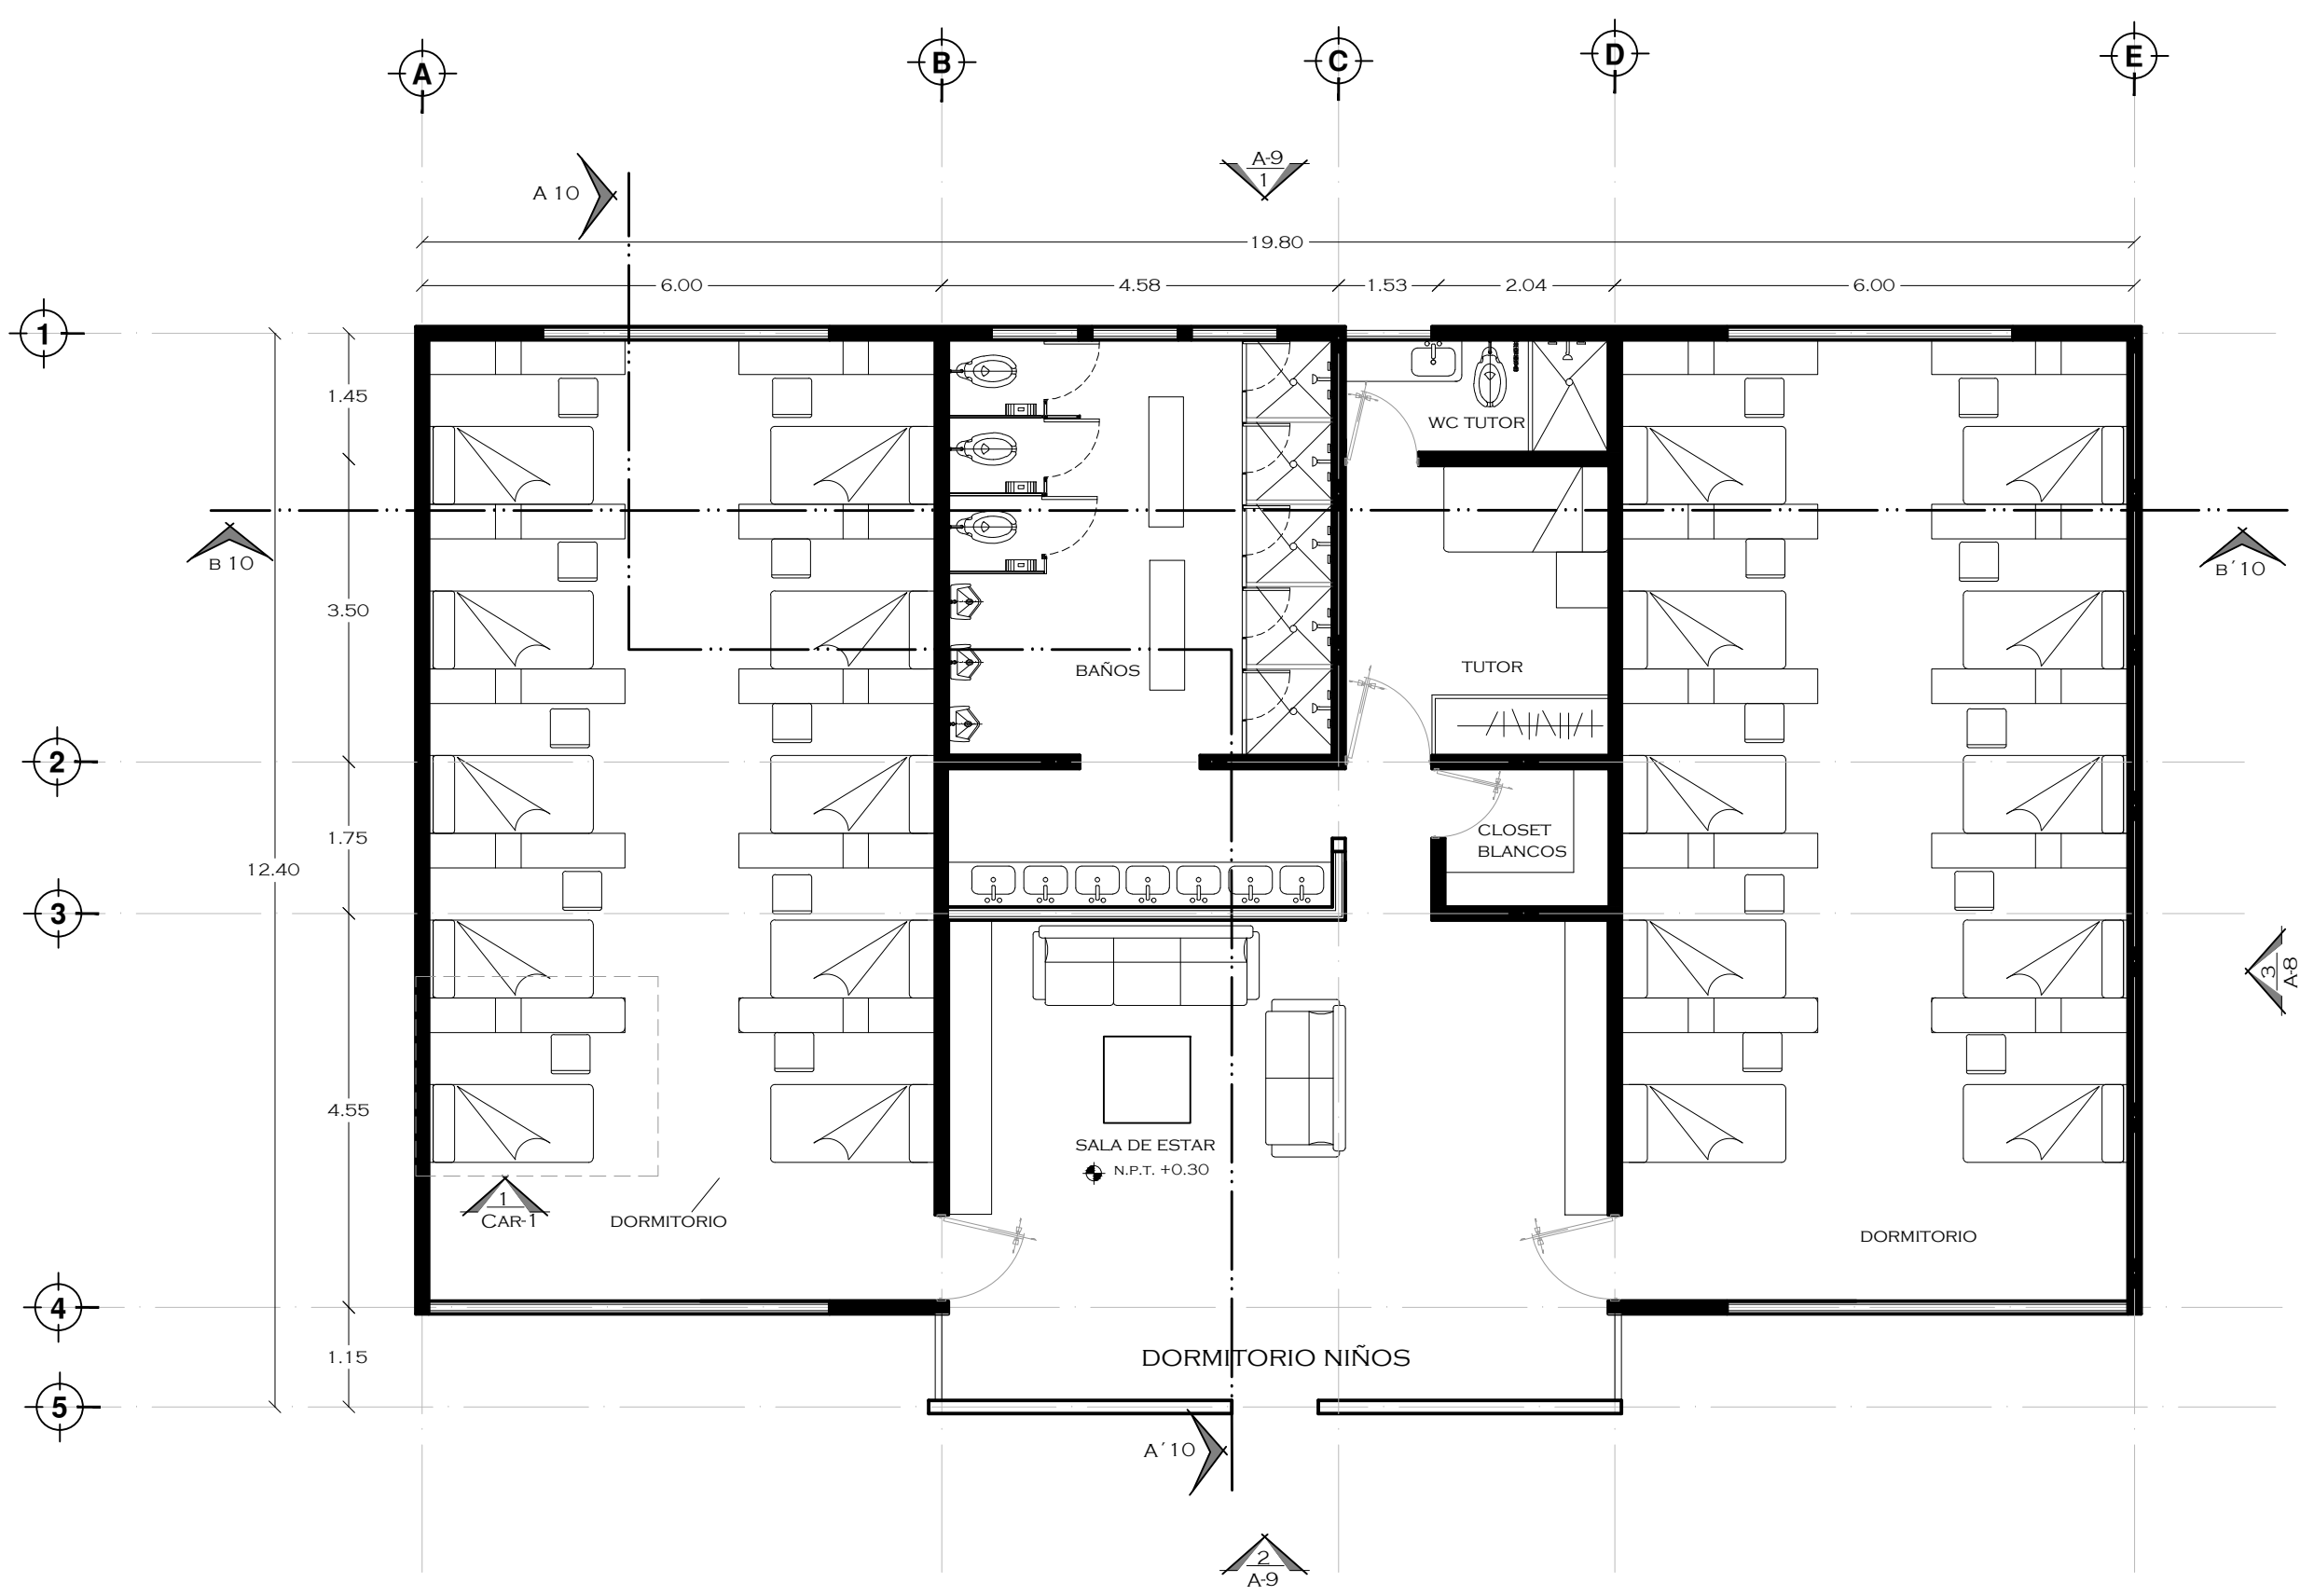 A
B
C
D
E
A 10
A-9
1
19.80
6.00
4.58
1.53
2.04
6.00
1
1.45
WC TUTOR
B 10
B´10
3.50
BAÑOS
TUTOR
2
1.75
CLOSET
BLANCOS
12.40
3
3
A-8
4.55
SALA DE ESTAR
N.P.T. +0.30
1
CAR-1
DORMITORIO
DORMITORIO
4
1.15
DORMITORIO NIÑOS
5
A´10
2
A-9